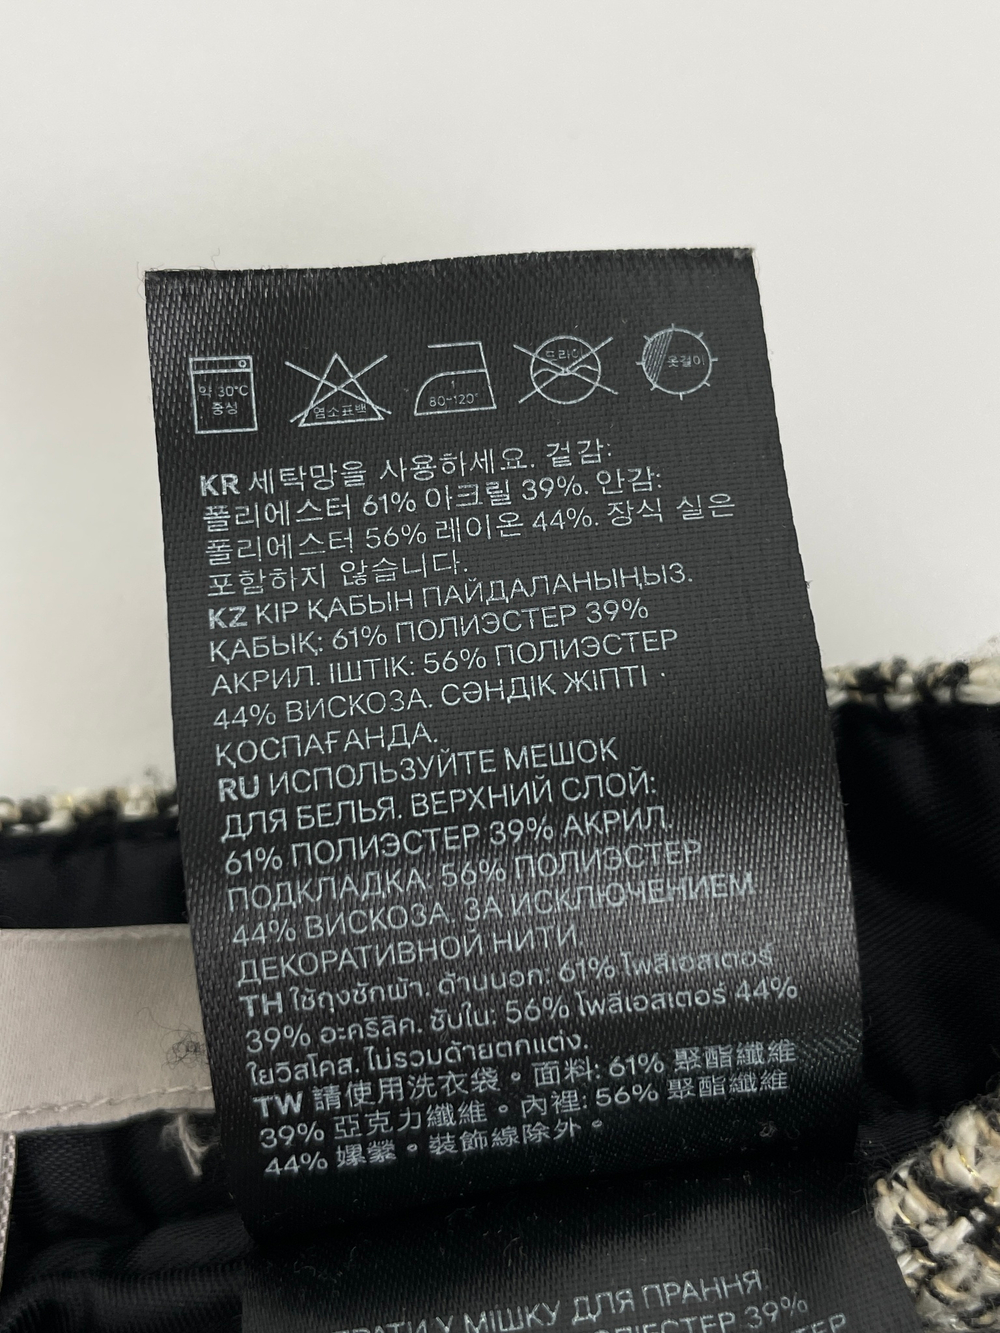 약 30°C
중성
염소표백
1
80~120°
드라이
옷걸이
KR 세탁망을 사용하세요. 겉감:
폴리에스터 61% 아크릴 39%. 안감:
폴리에스터 56% 레이온 44%. 장식 실은
포함하지 않습니다.
KZ КІР ҚАБЫН ПАЙДАЛАНЫҢЫЗ.
ҚАБЫҚ: 61% ПОЛИЭСТЕР 39%
АКРИЛ. ІШТІК: 56% ПОЛИЭСТЕР
44% ВИСКОЗА. СӘНДІК ЖІПТІ
ҚОСПАҒАНДА.
RU ИСПОЛЬЗУЙТЕ МЕШОК
ДЛЯ БЕЛЬЯ. ВЕРХНИЙ СЛОЙ:
61% ПОЛИЭСТЕР 39% АКРИЛ.
ПОДКЛАДКА: 56% ПОЛИЭСТЕР
44% ВИСКОЗА. ЗА ИСКЛЮЧЕНИЕМ
ДЕКОРАТИВНОЙ НИТИ.
TH ใช้ถุงซักผ้า. ด้านนอก: 61% โพลีเอสเตอร์
39% อะคริลิค. ซับใน: 56% โพลีเอสเตอร์ 44%
ใยวิสโคส. ไม่รวมด้ายตกแต่ง.
TW 請使用洗衣袋。面料: 61% 聚酯纖維
39% 亞克力纖維。內裡: 56% 聚酯纖維
44% 嫘縈。裝飾線除外。
У МІШКУ ДЛЯ ПРАННЯ.
39%